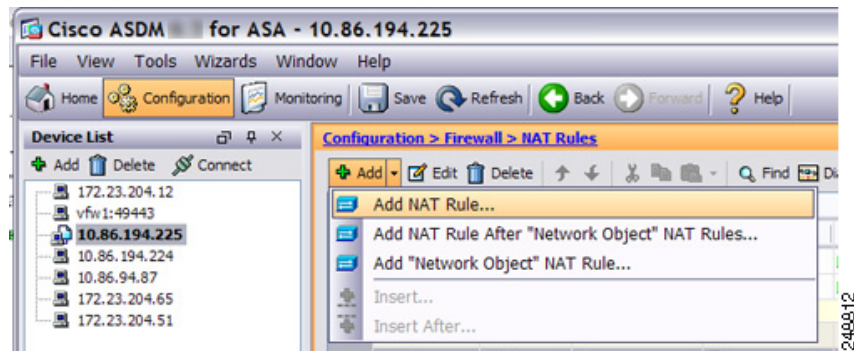 Cisco ASDM for ASA - 10.86.194.225
File View Tools Wizards Window Help
Home Configuration Monitoring Save Refresh Back Forward Help
Device List
Configuration > Firewall > NAT Rules
Add Delete Connect
Add Edit Delete Find Di
172.23.204.12
vfw1:49443
10.86.194.225
10.86.194.224
10.86.94.87
172.23.204.65
172.23.204.51
Add NAT Rule...
Add NAT Rule After "Network Object" NAT Rules...
Add "Network Object" NAT Rule...
Insert...
Insert After...
248812